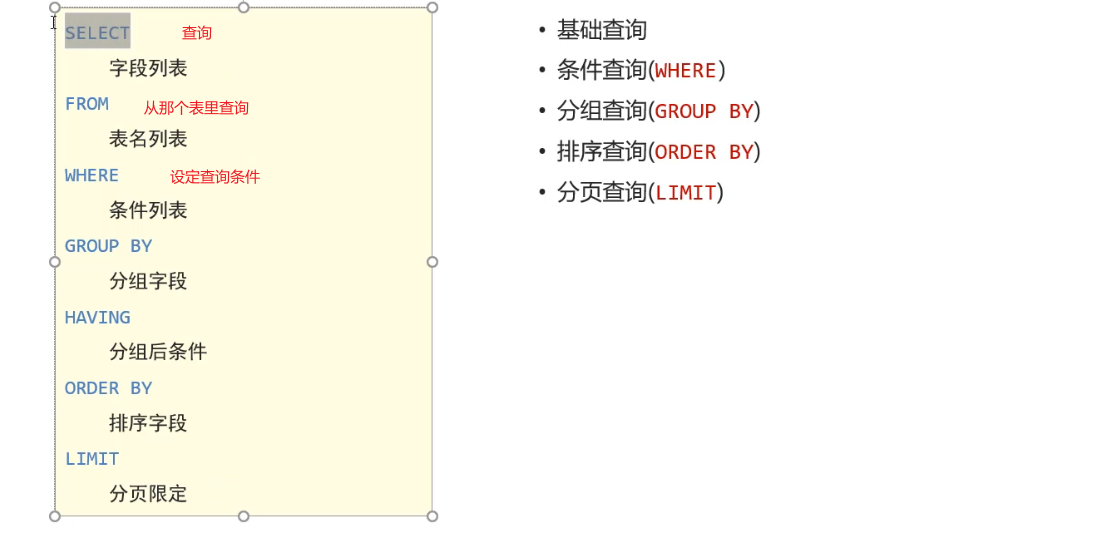 SELECT 查询
字段列表
FROM 从那个表里查询
表名列表
WHERE 设定查询条件
条件列表
GROUP BY
分组字段
HAVING
分组后条件
ORDER BY
排序字段
LIMIT
分页限定
• 基础查询
• 条件查询(WHERE)
• 分组查询(GROUP BY)
• 排序查询(ORDER BY)
• 分页查询(LIMIT)